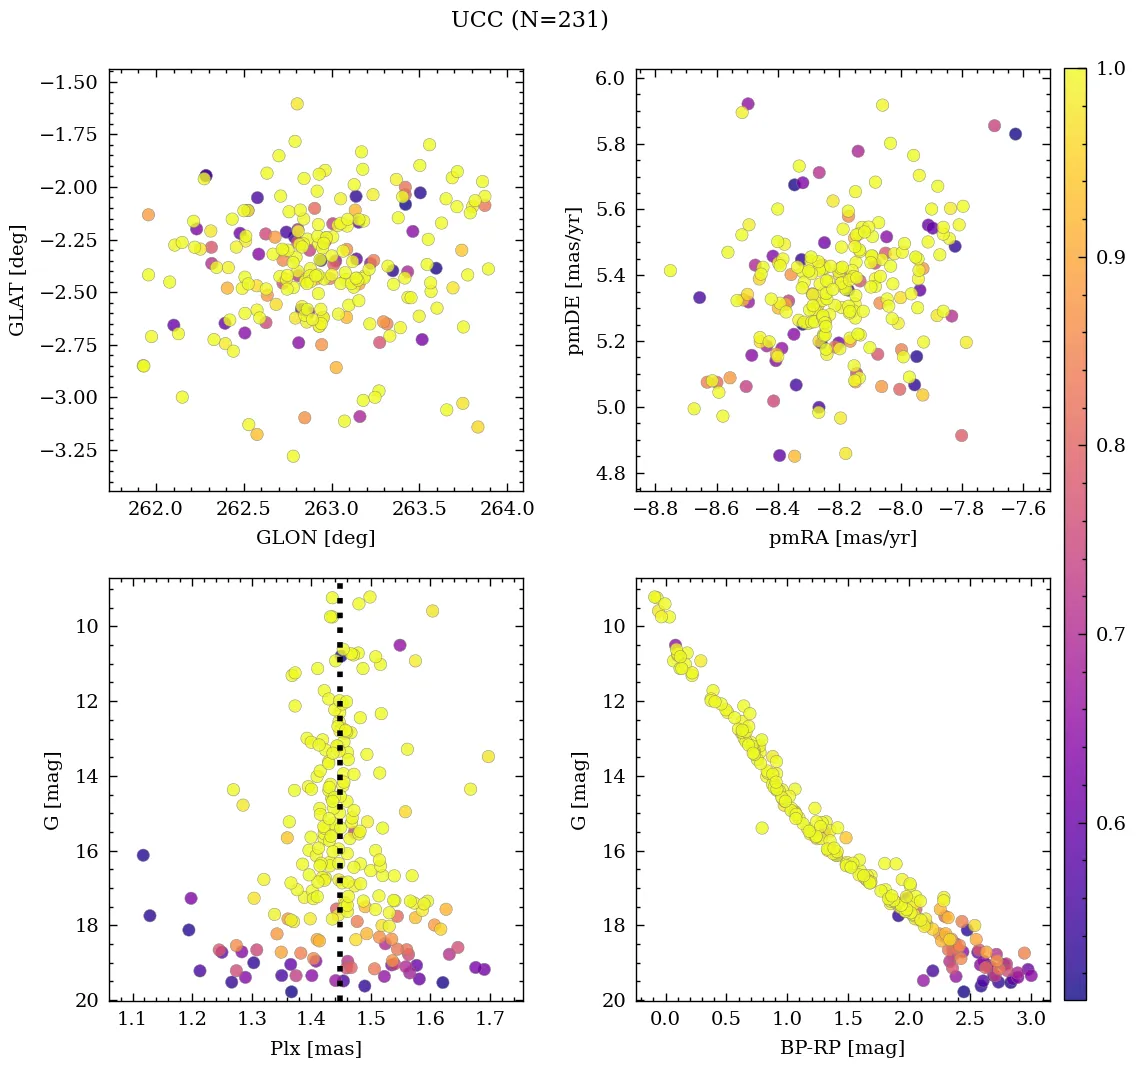 UCC (N=231)
−1.50
−1.75
−2.00
−2.25
−2.50
−2.75
−3.00
−3.25
GLAT [deg]
262.0 262.5 263.0 263.5 264.0
GLON [deg]
6.0
5.8
5.6
5.4
5.2
5.0
4.8
pmDE [mas/yr]
−8.8 −8.6 −8.4 −8.2 −8.0 −7.8 −7.6
pmRA [mas/yr]
1.0
0.9
0.8
0.7
0.6
10
12
14
16
18
20
G [mag]
1.1 1.2 1.3 1.4 1.5 1.6 1.7
Plx [mas]
10
12
14
16
18
20
G [mag]
0.0 0.5 1.0 1.5 2.0 2.5 3.0
BP-RP [mag]